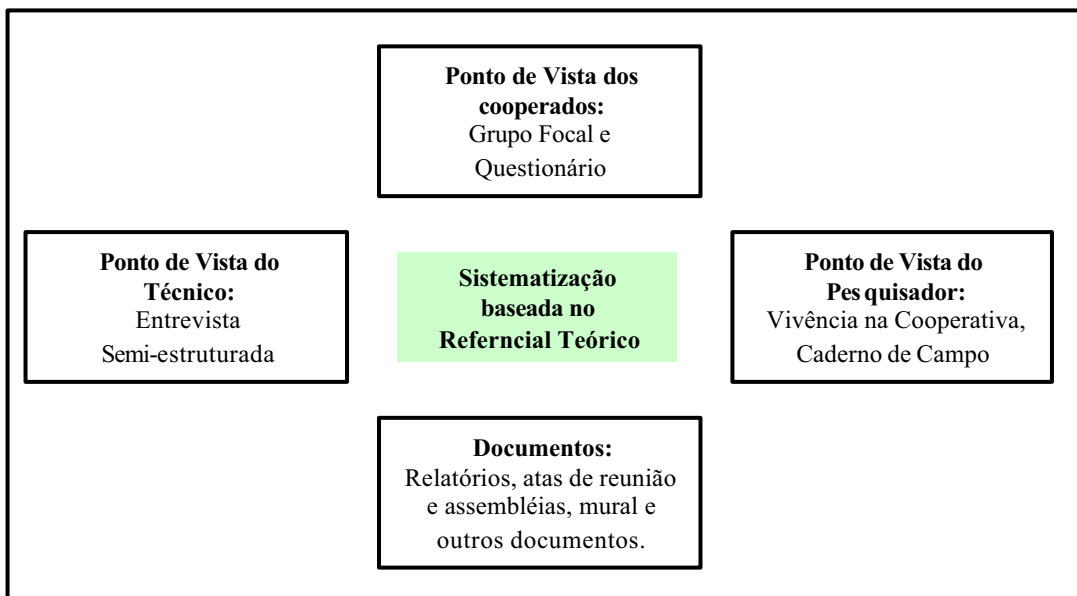 Ponto de Vista dos
cooperados:
Grupo Focal e
Questionário
Ponto de Vista do
Técnico:
Entrevista
Semi-estruturada
Sistematização
baseada no
Referncial Teórico
Ponto de Vista do
Pes quisador:
Vivência na Cooperativa,
Caderno de Campo
Documentos:
Relatórios, atas de reunião
e assembléias, mural e
outros documentos.